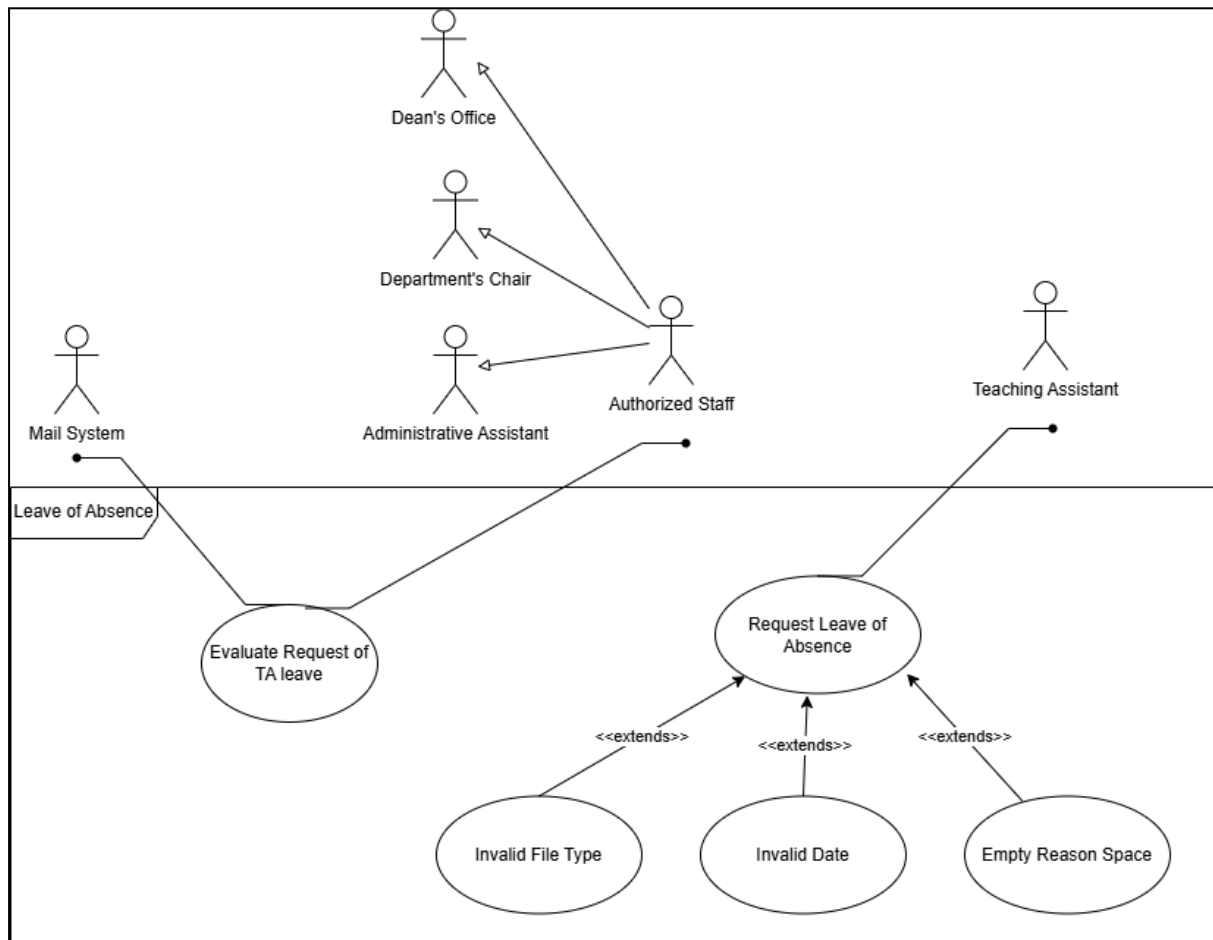 Dean's Office
Department's Chair
Mail System
Administrative Assistant
Authorized Staff
Teaching Assistant
Leave of Absence
Evaluate Request of
TA leave
Request Leave of
Absence
<<extends>>
<<extends>>
<<extends>>
Invalid File Type
Invalid Date
Empty Reason Space